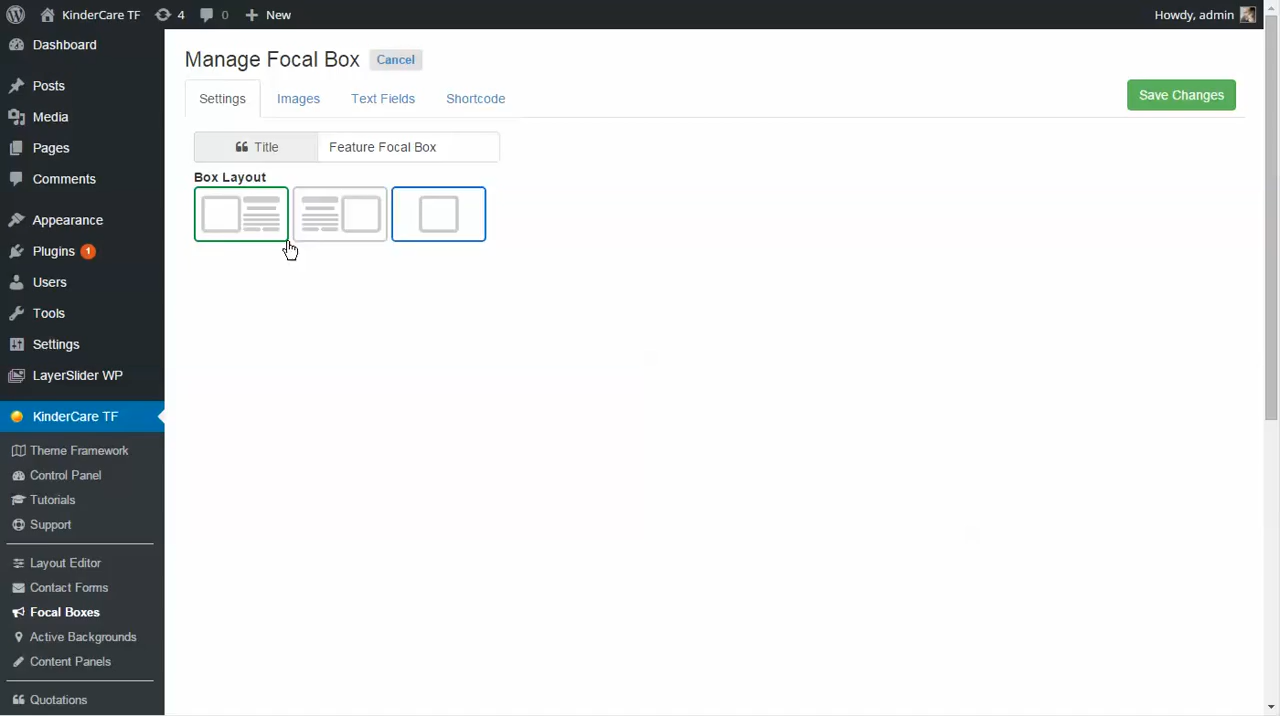 KinderCare TF 4 0 New Howdy, admin
Dashboard
Posts
Media
Pages
Comments
Appearance
Plugins 1
Users
Tools
Settings
LayerSlider WP
KinderCare TF
Theme Framework
Control Panel
Tutorials
Support
Layout Editor
Contact Forms
Focal Boxes
Active Backgrounds
Content Panels
Quotations
Manage Focal Box Cancel
Settings Images Text Fields Shortcode Save Changes
Title Feature Focal Box
Box Layout